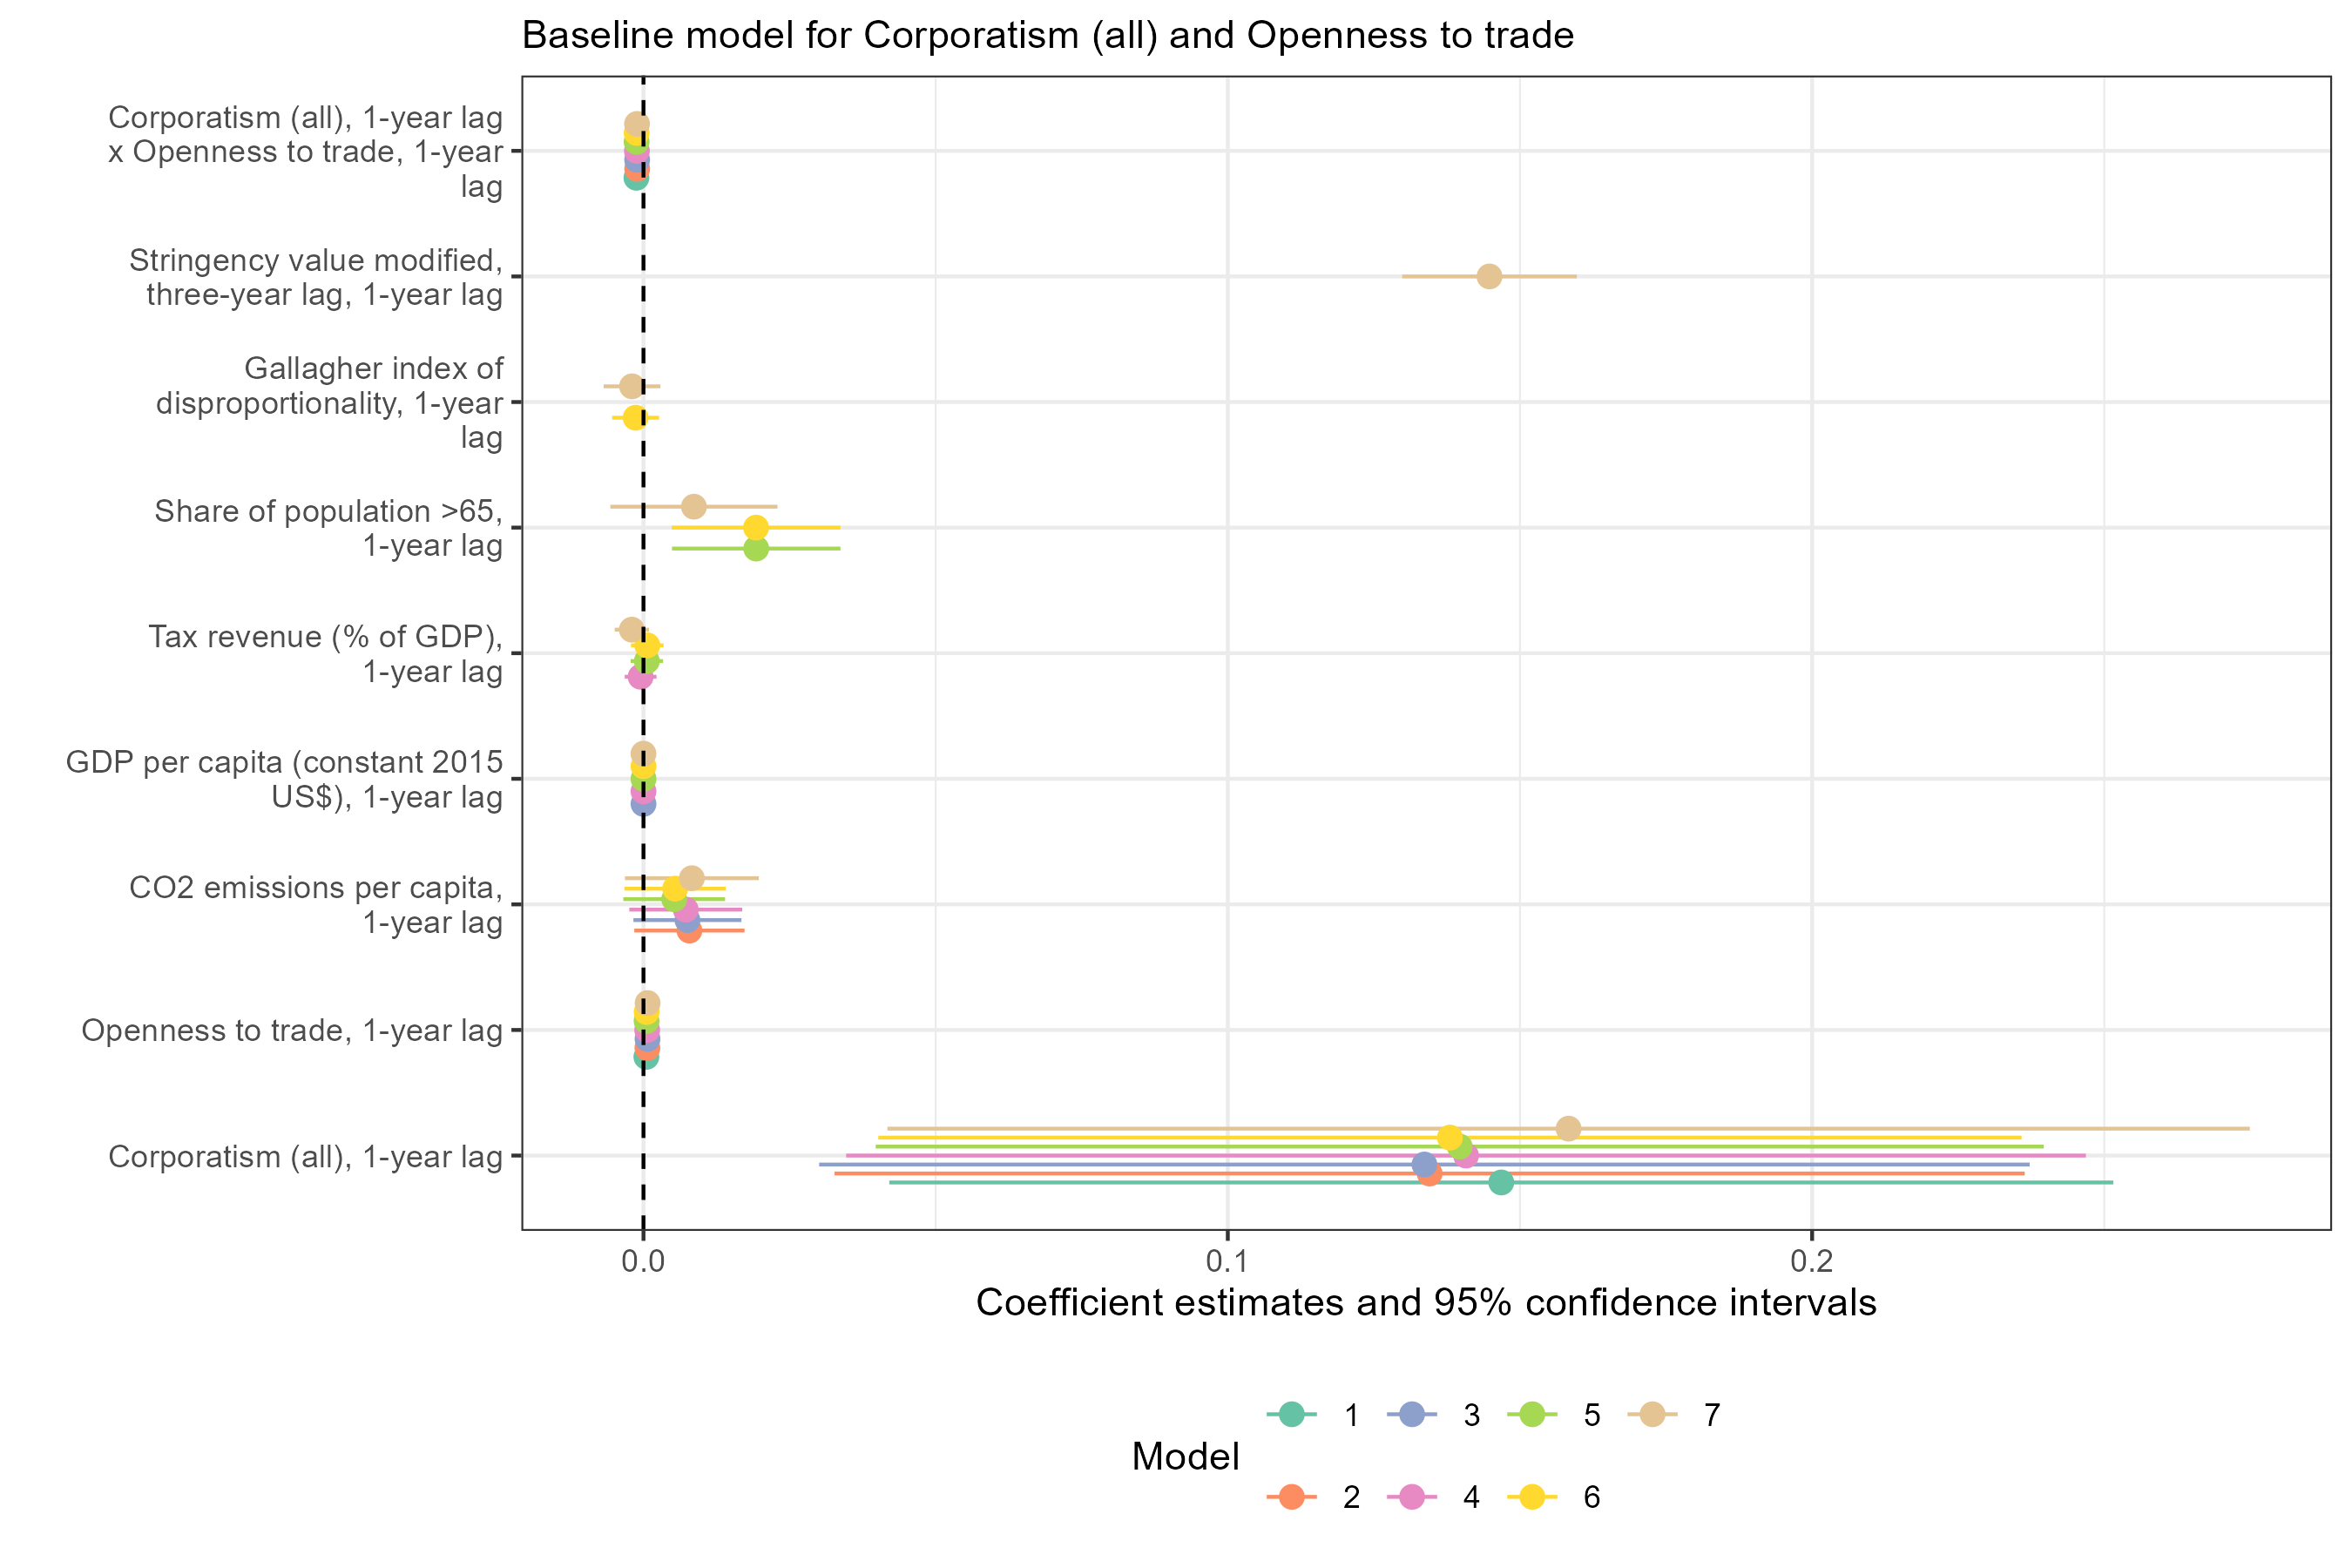 Baseline model for Corporatism (all) and Openness to trade
Corporatism (all), 1-year lag
x Openness to trade, 1-year
lag
Stringency value modified,
three-year lag, 1-year lag
Gallagher index of
disproportionality, 1-year
lag
Share of population >65,
1-year lag
Tax revenue (% of GDP),
1-year lag
GDP per capita (constant 2015
US$), 1-year lag
CO2 emissions per capita,
1-year lag
Openness to trade, 1-year lag
Corporatism (all), 1-year lag
0.0 0.1 0.2
Coefficient estimates and 95% confidence intervals
Model
1 3 5 7
2 4 6